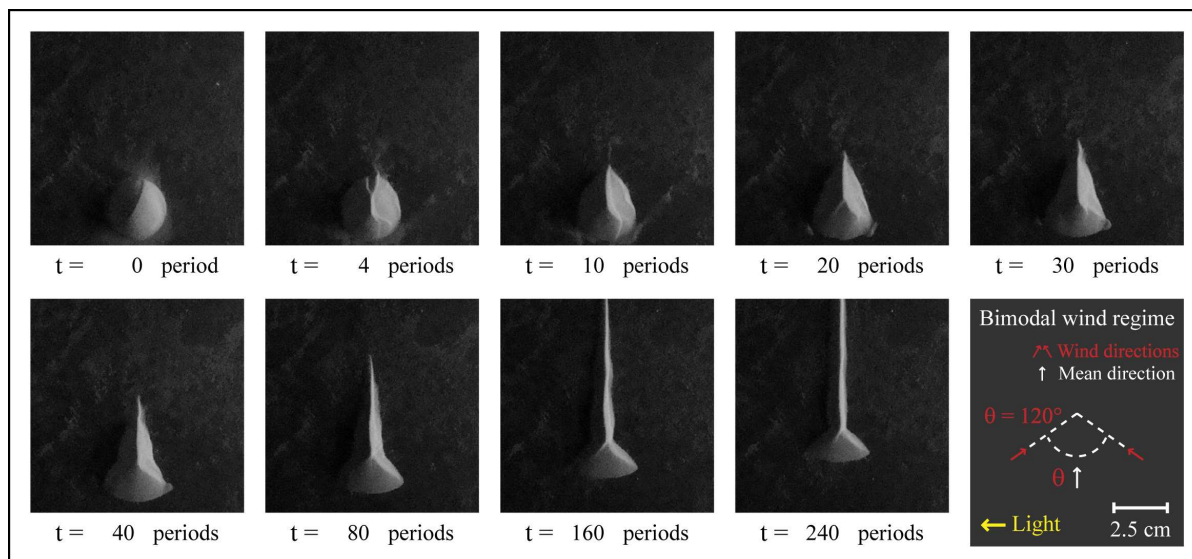 t = 0 period
t = 4 periods
t = 10 periods
t = 20 periods
t = 30 periods
t = 40 periods
t = 80 periods
t = 160 periods
t = 240 periods
Bimodal wind regime
Wind directions
Mean direction
θ = 120°
θ
Light
2.5 cm